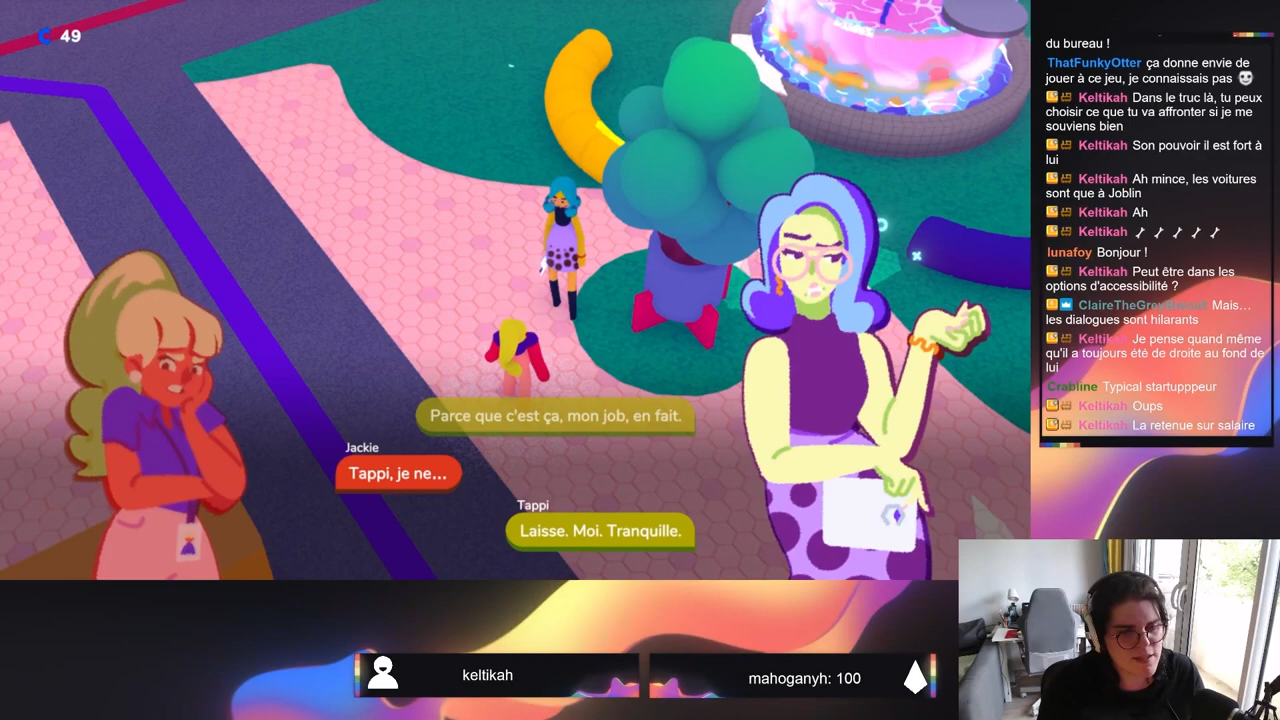 49
Parce que c'est ça, mon job, en fait.
Jackie
Tappi, je ne...
Tappi
Laisse. Moi. Tranquille.
du bureau !
ThatFunkyOtter ça donne envie de
jouer à ce jeu, je connaissais pas
Keltikah Dans le truc là, tu peux
choisir ce que tu va affronter si je me
souviens bien
Keltikah Son pouvoir il est fort à
lui
Keltikah Ah mince, les voitures
sont que à Joblin
Keltikah Ah
Keltikah
lunafoy Bonjour !
Keltikah Peut être dans les
options d'accessibilité ?
Mais...
les dialogues sont hilarants
Keltikah Je pense quand même
qu'il a toujours été de droite au fond de
lui
Crabline Typical startupppeur
Keltikah Oups
Keltikah La retenue sur salaire
keltikah
mahoganyh: 100